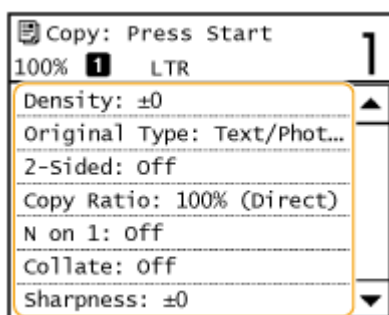 Copy: Press Start
100% 1 LTR
1
Density: ±0
Original Type: Text/Phot...
2-Sided: Off
Copy Ratio: 100% (Direct)
N on 1: Off
Collate: Off
Sharpness: ±0